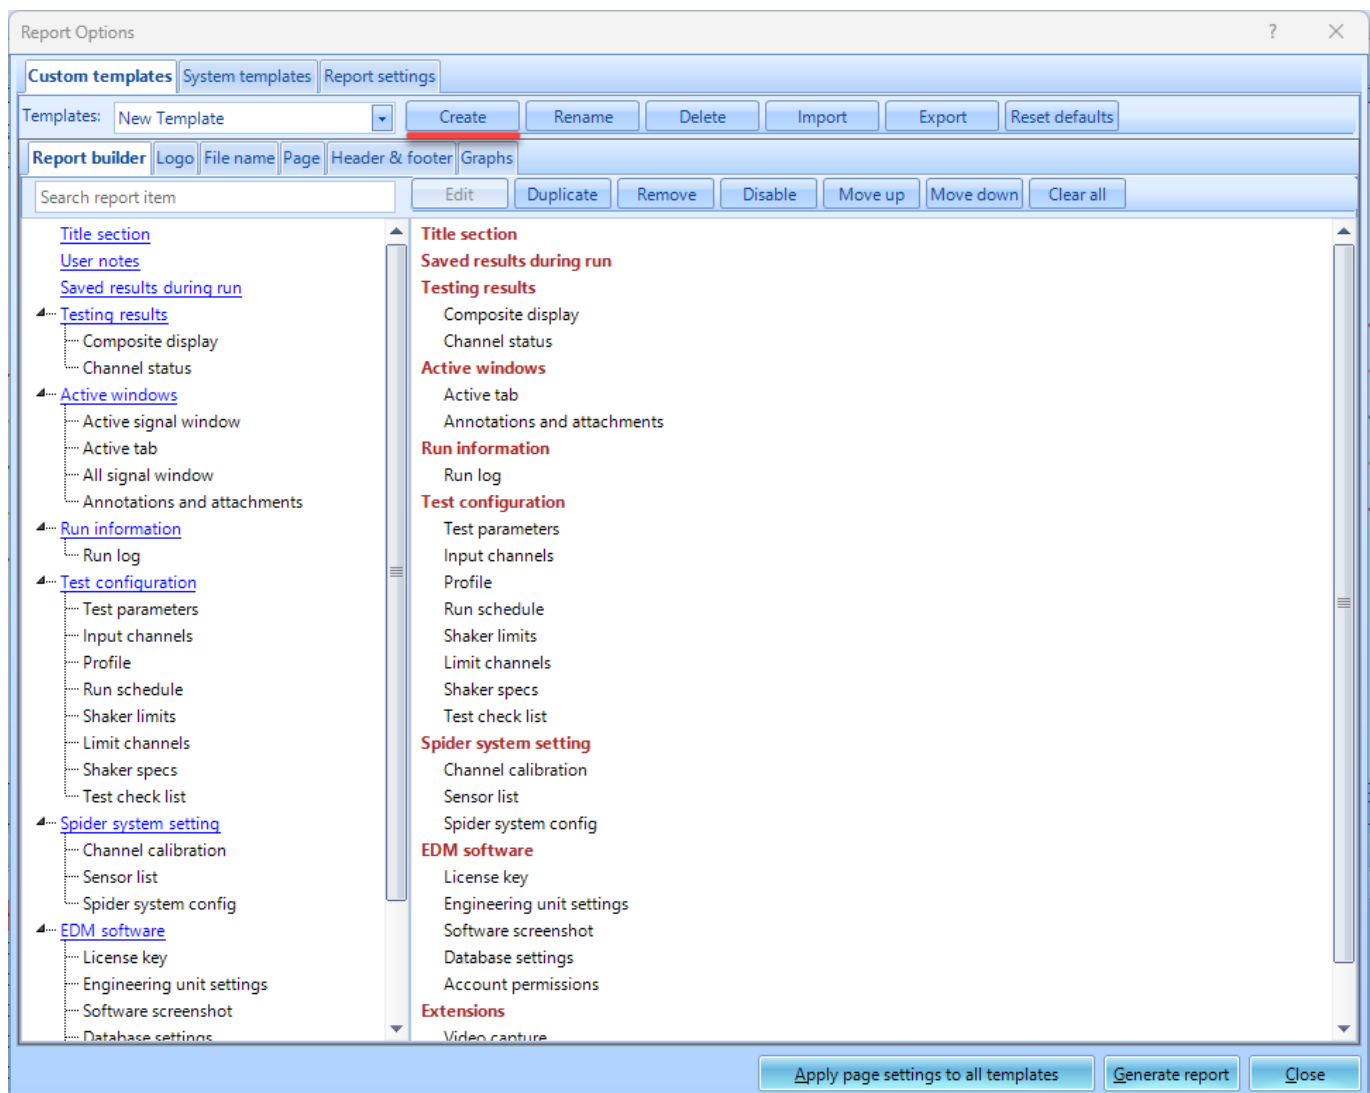 Report Options ?
Custom templates System templates Report settings
Templates: New Template Create Rename Delete Import Export Reset defaults
Report builder Logo File name Page Header & footer Graphs
Search report item Edit Duplicate Remove Disable Move up Move down Clear all
Title section
User notes
Saved results during run
Testing results
Composite display
Channel status
Active windows
Active signal window
Active tab
All signal window
Annotations and attachments
Run information
Run log
Test configuration
Test parameters
Input channels
Profile
Run schedule
Shaker limits
Limit channels
Shaker specs
Test check list
Spider system setting
Channel calibration
Sensor list
Spider system config
EDM software
License key
Engineering unit settings
Software screenshot
Database settings
Title section
Saved results during run
Testing results
Composite display
Channel status
Active windows
Active tab
Annotations and attachments
Run information
Run log
Test configuration
Test parameters
Input channels
Profile
Run schedule
Shaker limits
Limit channels
Shaker specs
Test check list
Spider system setting
Channel calibration
Sensor list
Spider system config
EDM software
License key
Engineering unit settings
Software screenshot
Database settings
Account permissions
Extensions
Video capture
Apply page settings to all templates Generate report Close